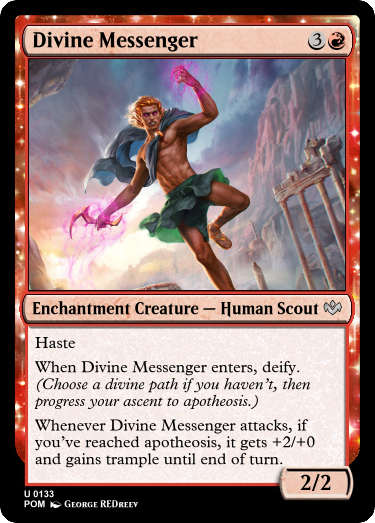 Divine Messenger 3
Enchantment Creature — Human Scout
Haste
When Divine Messenger enters, deify.
(Choose a divine path if you haven't, then
progress your ascent to apotheosis.)
Whenever Divine Messenger attacks, if
you've reached apotheosis, it gets +2/+0
and gains trample until end of turn.
2/2
U 0133
POM George REDreev